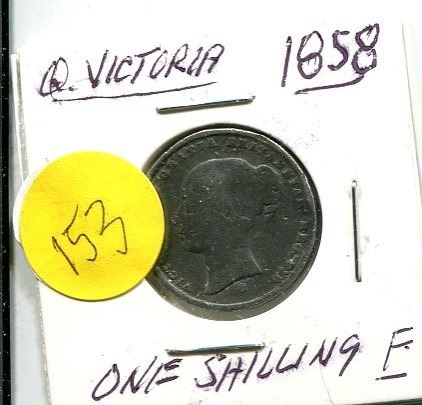 Q. VICTORIA 1858
153
ONE SHILLING F